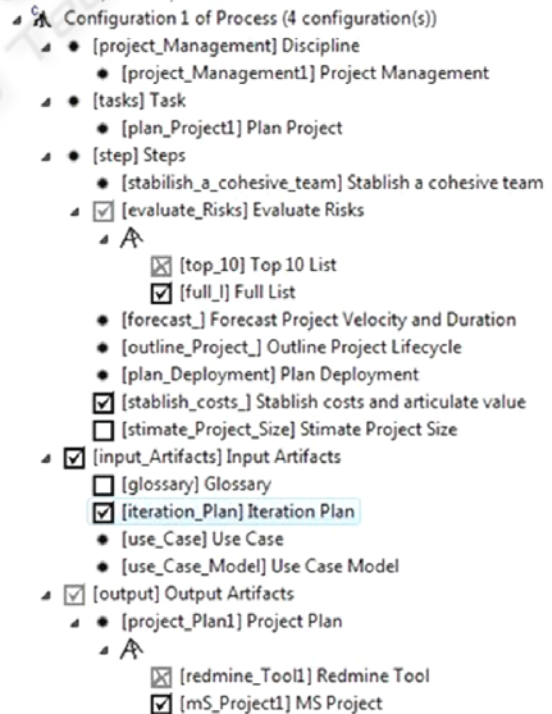 Configuration 1 of Process (4 configuration(s))
[project_Management] Discipline
[project_Management1] Project Management
[tasks] Task
[plan_Project1] Plan Project
[step] Steps
[stabilish_a_cohesive_team] Stablish a cohesive team
[evaluate_Risks] Evaluate Risks
[top_10] Top 10 List
[full_l] Full List
[forecast_] Forecast Project Velocity and Duration
[outline_Project_] Outline Project Lifecycle
[plan_Deployment] Plan Deployment
[stablish_costs_] Stablish costs and articulate value
[stimate_Project_Size] Stimate Project Size
[input_Artifacts] Input Artifacts
[glossary] Glossary
[iteration_Plan] Iteration Plan
[use_Case] Use Case
[use_Case_Model] Use Case Model
[output] Output Artifacts
[project_Plan1] Project Plan
[redmine_Tool1] Redmine Tool
[mS_Project1] MS Project